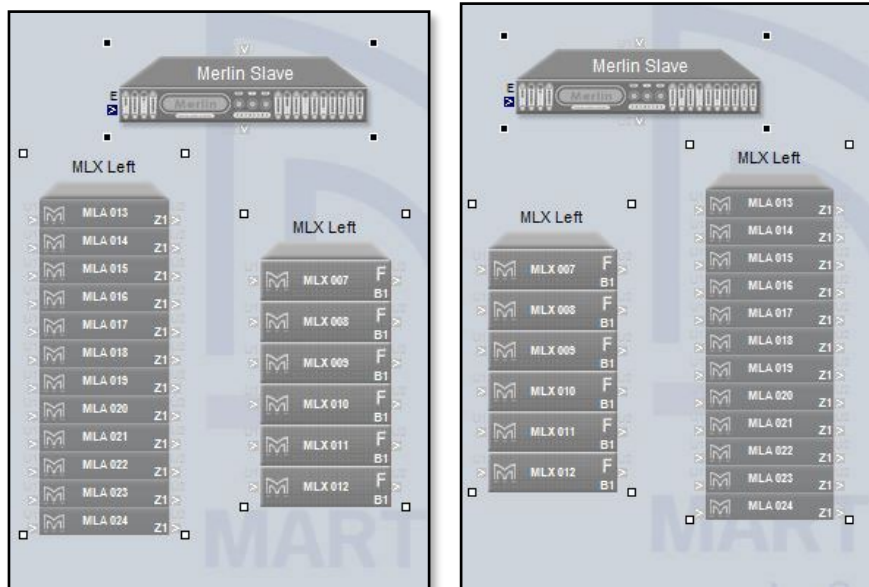 Merlin Slave
E
Merlin
MLX Left
MLA 013 Z1
MLA 014 Z1
MLA 015 Z1
MLA 016 Z1
MLA 017 Z1
MLA 018 Z1
MLA 019 Z1
MLA 020 Z1
MLA 021 Z1
MLA 022 Z1
MLA 023 Z1
MLA 024 Z1
MLX Left
MLX 007 F B1
MLX 008 F B1
MLX 009 F B1
MLX 010 F B1
MLX 011 F B1
MLX 012 F B1
MART
Merlin Slave
E
Merlin
MLX Left
MLX 007 F B1
MLX 008 F B1
MLX 009 F B1
MLX 010 F B1
MLX 011 F B1
MLX 012 F B1
MLX Left
MLA 013 Z1
MLA 014 Z1
MLA 015 Z1
MLA 016 Z1
MLA 017 Z1
MLA 018 Z1
MLA 019 Z1
MLA 020 Z1
MLA 021 Z1
MLA 022 Z1
MLA 023 Z1
MLA 024 Z1
MART